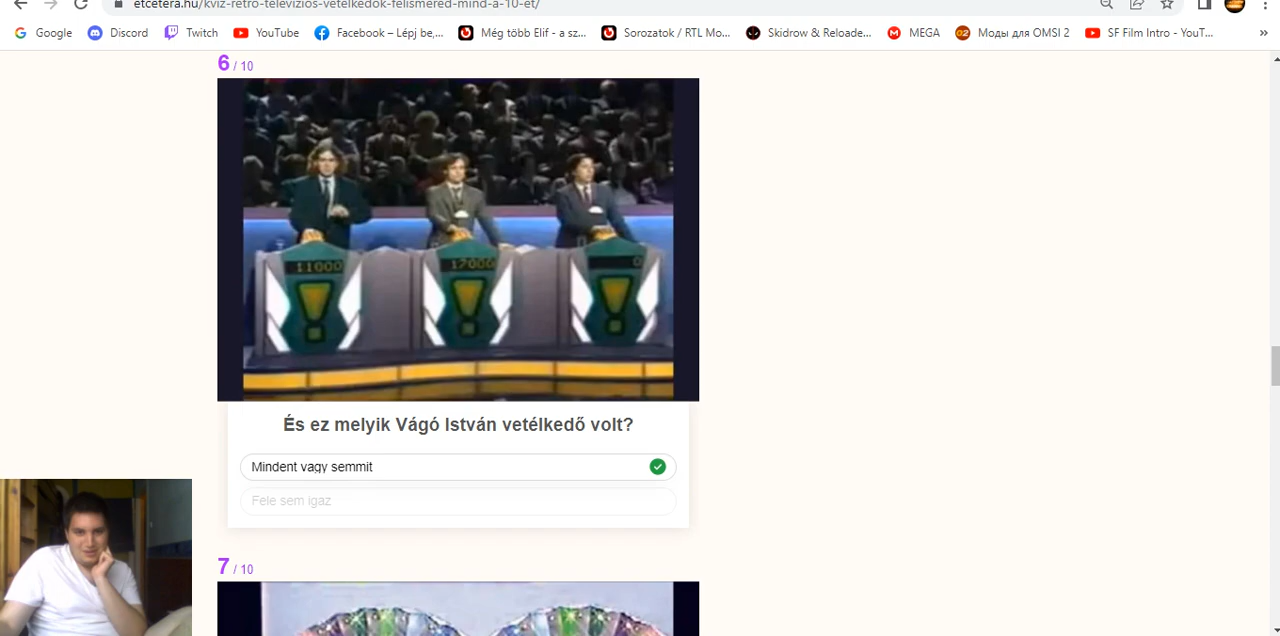 etcetera.hu/kviz-retro-televizios-vetelkedok-felismered-mind-a-10-et/
Google Discord Twitch YouTube Facebook – Lépj be,... Még több Elif - a sz... Sorozatok / RTL Mo... Skidrow & Reloade... MEGA Моды для OMSI 2 SF Film Intro - YouT... »
6 / 10
11000 17000 0
És ez melyik Vágó István vetélkedő volt?
Mindent vagy semmit
Fele sem igaz
7 / 10